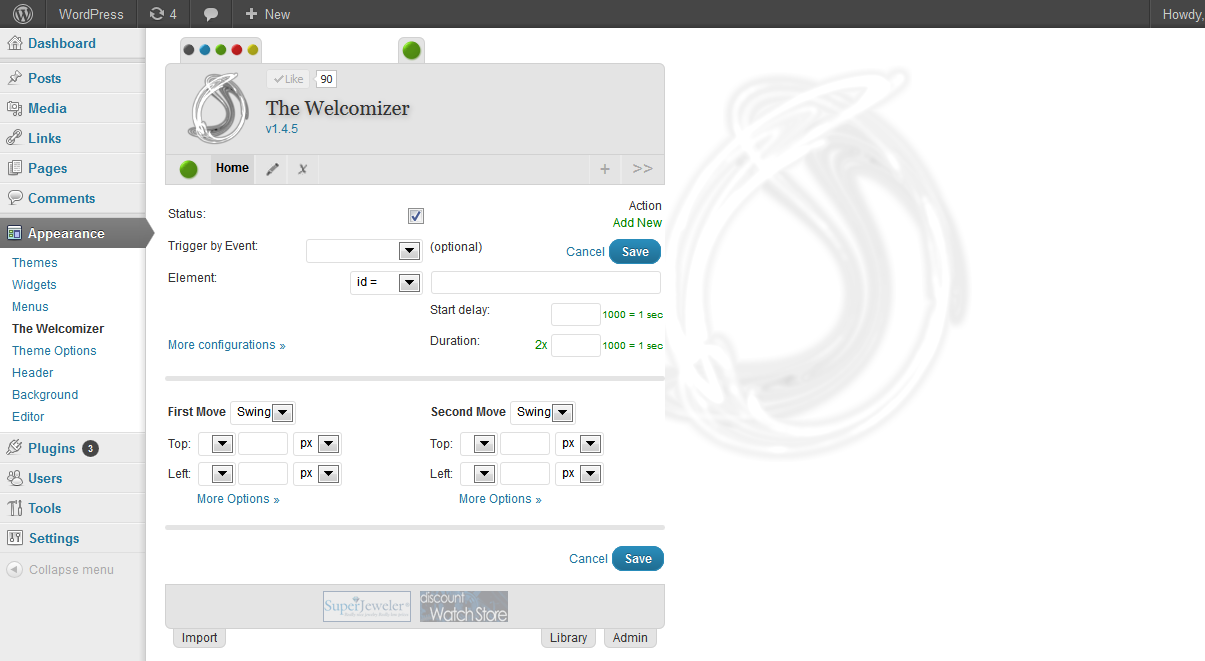 WordPress 4 New Howdy,
Dashboard
Posts
Media
Links
Pages
Comments
Appearance
Themes
Widgets
Menus
The Welcomizer
Theme Options
Header
Background
Editor
Plugins 3
Users
Tools
Settings
Collapse menu
Like 90
The Welcomizer
v1.4.5
Home x + >>
Status: Action
Add New
Trigger by Event: (optional) Cancel Save
Element: id =
Start delay: 1000 = 1 sec
More configurations » Duration: 2x 1000 = 1 sec
First Move Swing Second Move Swing
Top: px Top: px
Left: px Left: px
More Options » More Options »
Cancel Save
SuperJeweler discount
Watch Store
Import Library Admin